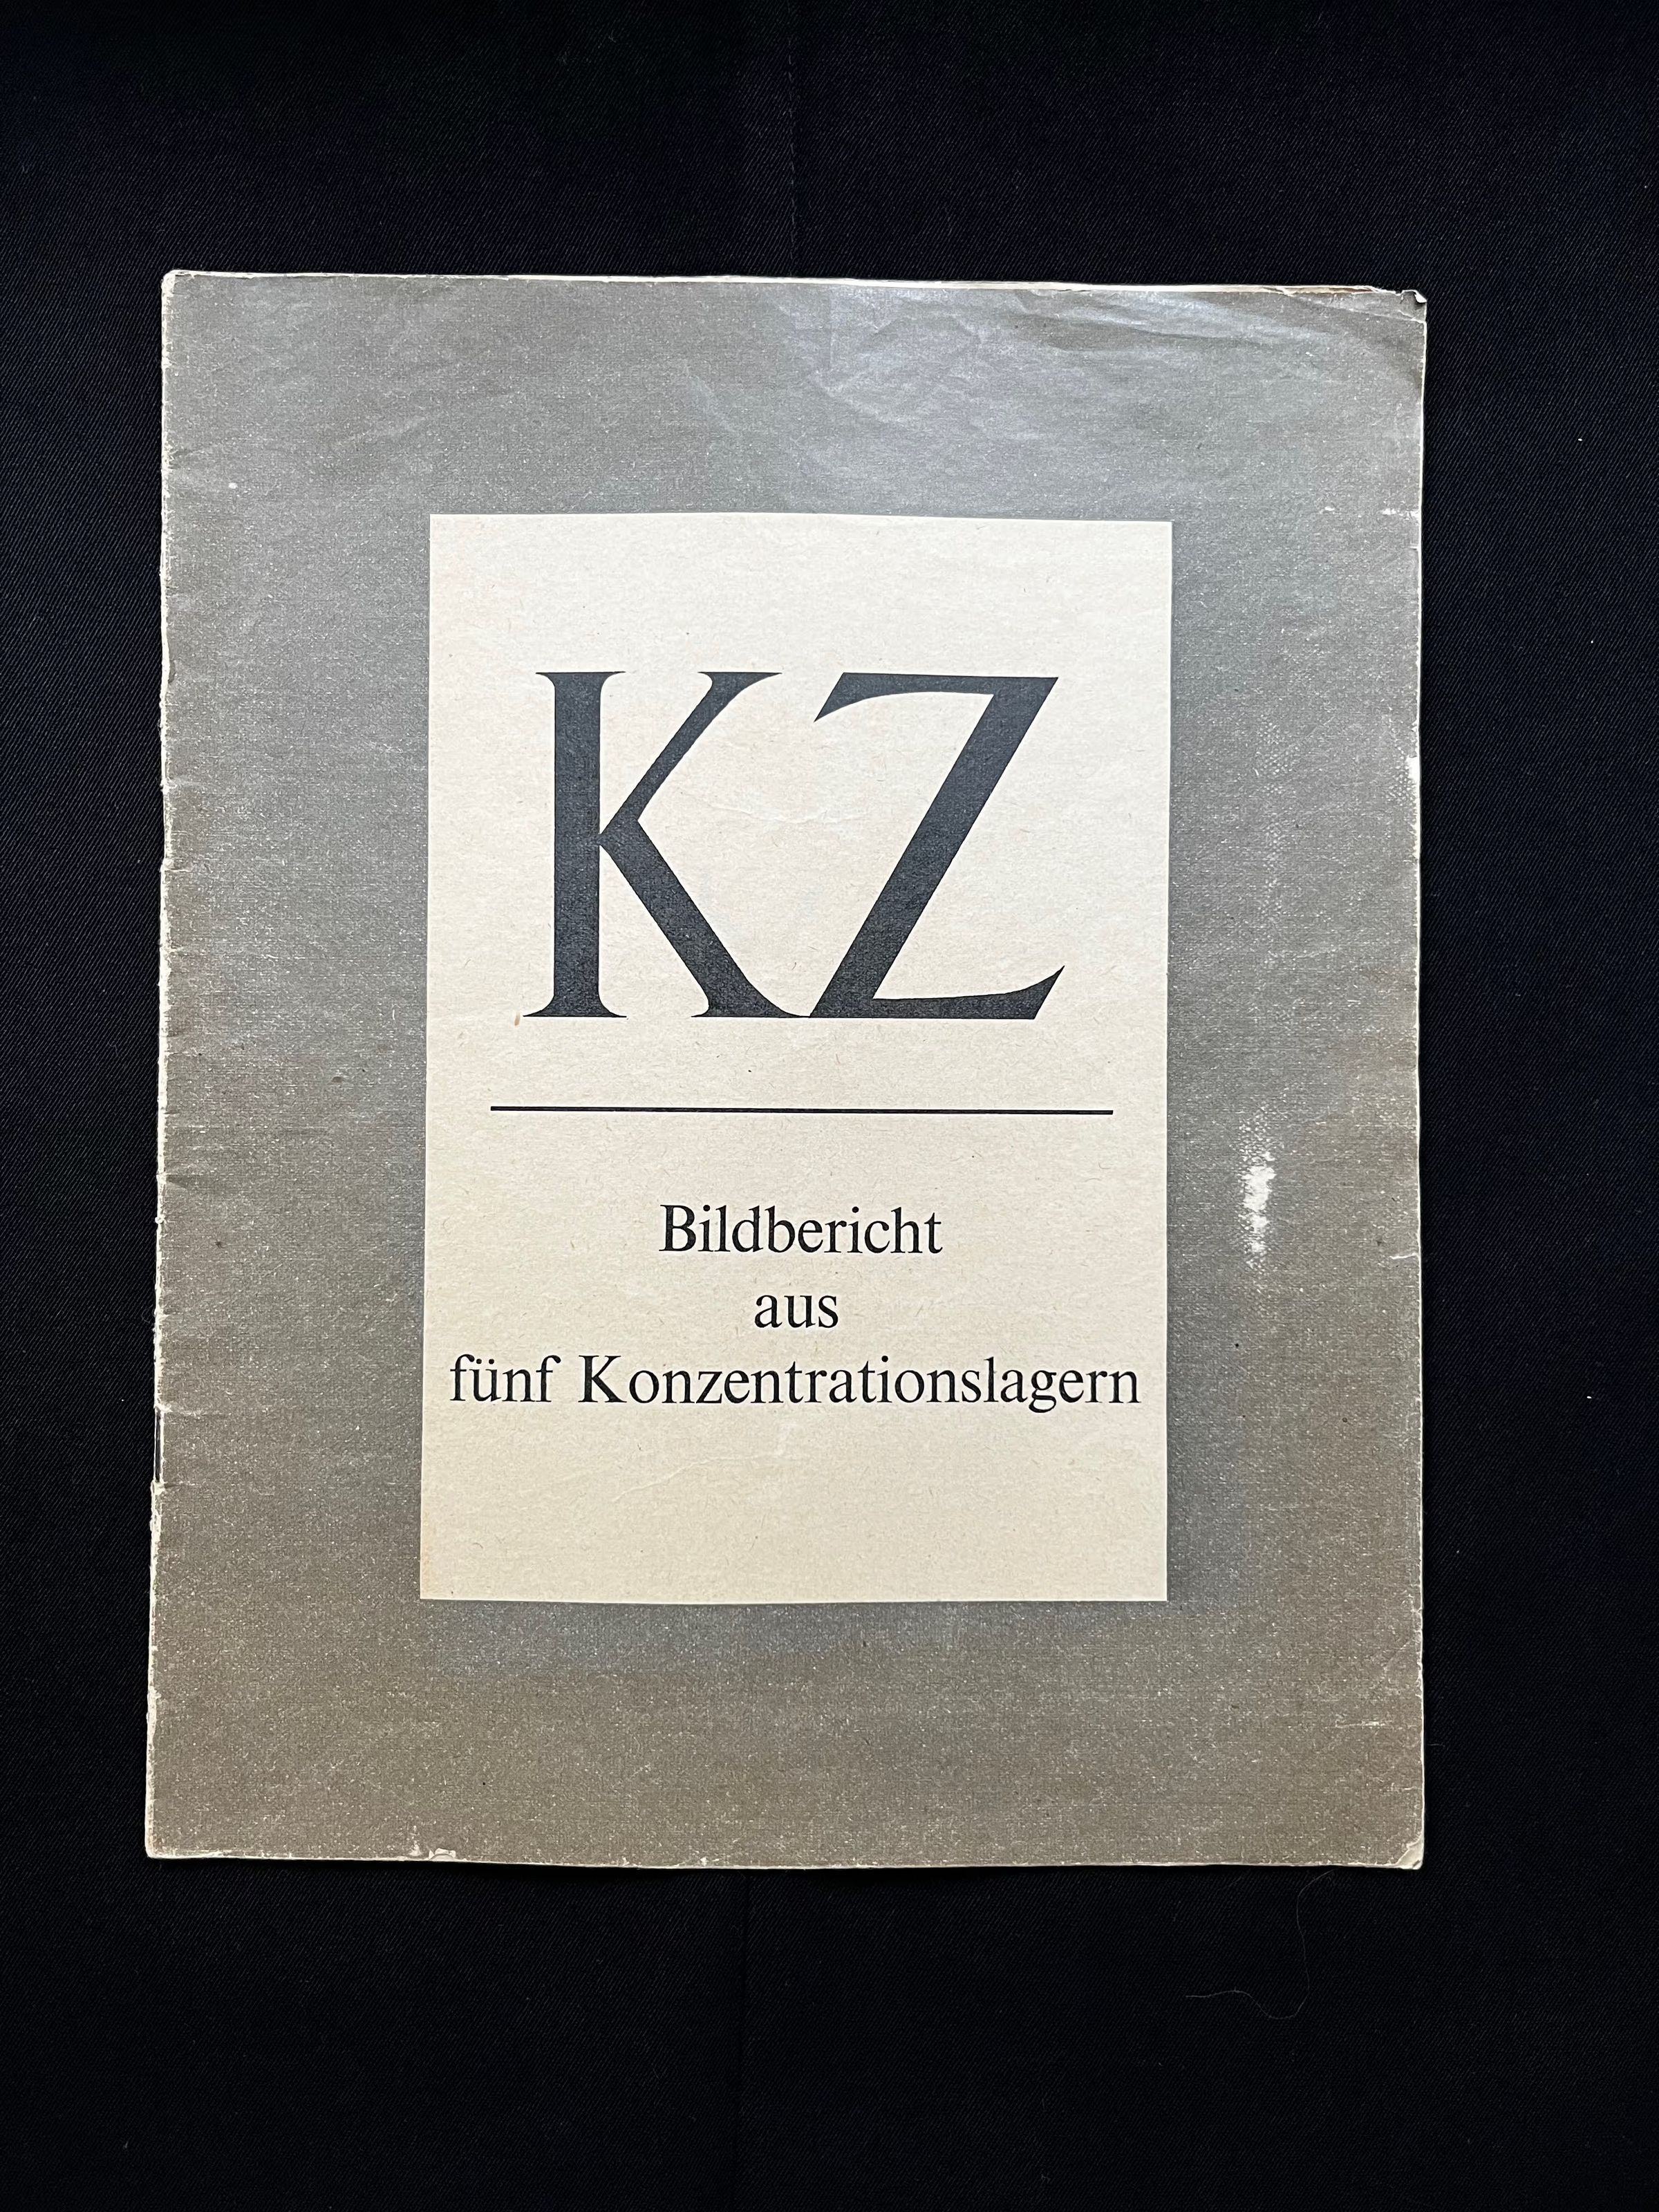 KZ
Bildbericht
aus
fünf Konzentrationslagern